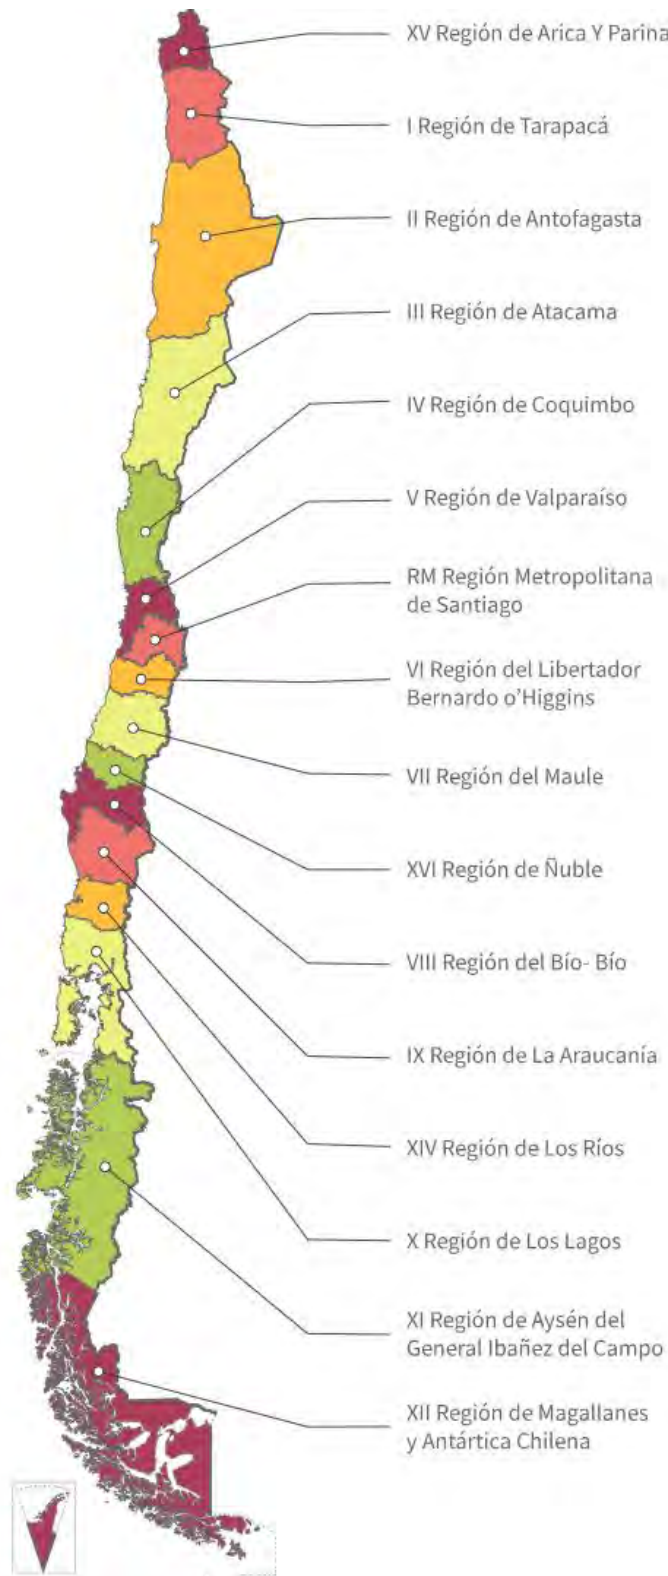 XV Región de Arica Y Parina
I Región de Tarapacá
II Región de Antofagasta
III Región de Atacama
IV Región de Coquimbo
V Región de Valparaíso
RM Región Metropolitana
de Santiago
VI Región del Libertador
Bernardo o'Higgins
VII Región del Maule
XVI Región de Ñuble
VIII Región del Bío- Bío
IX Región de La Araucanía
XIV Región de Los Ríos
X Región de Los Lagos
XI Región de Aysén del
General Ibañez del Campo
XII Región de Magallanes
y Antártica Chilena